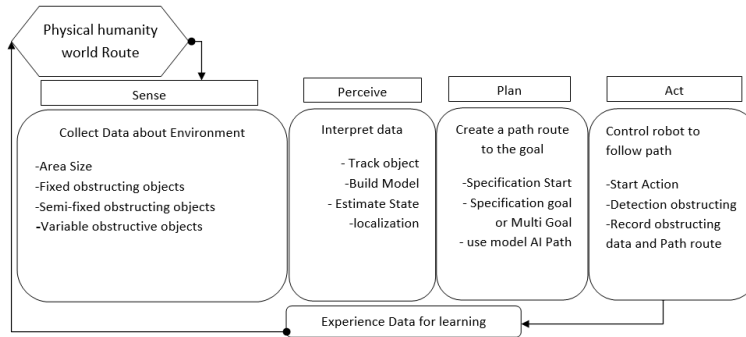 Physical humanity
world Route
Sense
Collect Data about Environment
-Area Size
-Fixed obstructing objects
-Semi-fixed obstructing objects
-Variable obstructive objects
Perceive
Interpret data
- Track object
-Build Model
- Estimate State
-localization
Plan
Create a path route
to the goal
-Specification Start
- Specification goal
or Multi Goal
- use model AI Path
Act
Control robot to
follow path
-Start Action
-Detection obstructing
-Record obstructing
data and Path route
Experience Data for learning